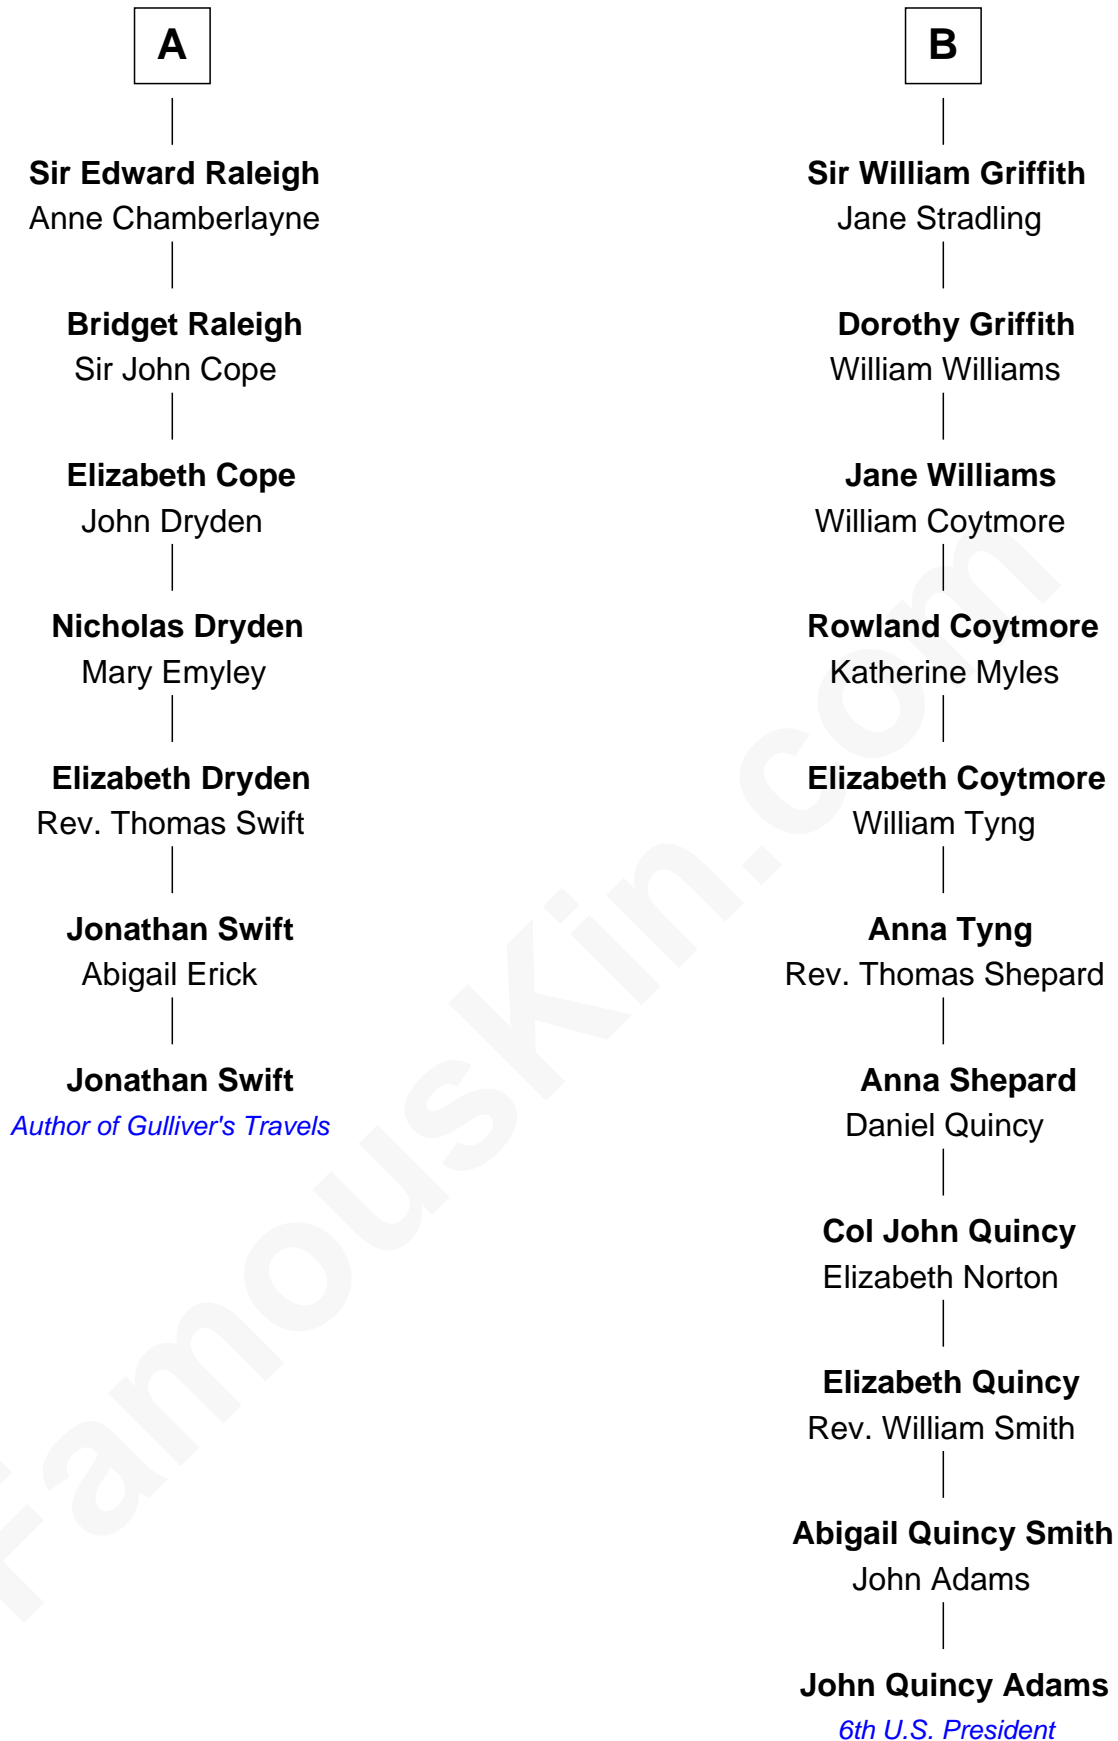 A
Sir Edward Raleigh
Anne Chamberlayne
Bridget Raleigh
Sir John Cope
Elizabeth Cope
John Dryden
Nicholas Dryden
Mary Emyley
Elizabeth Dryden
Rev. Thomas Swift
Jonathan Swift
Abigail Erick
Jonathan Swift
Author of Gulliver's Travels
B
Sir William Griffith
Jane Stradling
Dorothy Griffith
William Williams
Jane Williams
William Coytmore
Rowland Coytmore
Katherine Myles
Elizabeth Coytmore
William Tyng
Anna Tyng
Rev. Thomas Shepard
Anna Shepard
Daniel Quincy
Col John Quincy
Elizabeth Norton
Elizabeth Quincy
Rev. William Smith
Abigail Quincy Smith
John Adams
John Quincy Adams
6th U.S. President
FamousKin.com